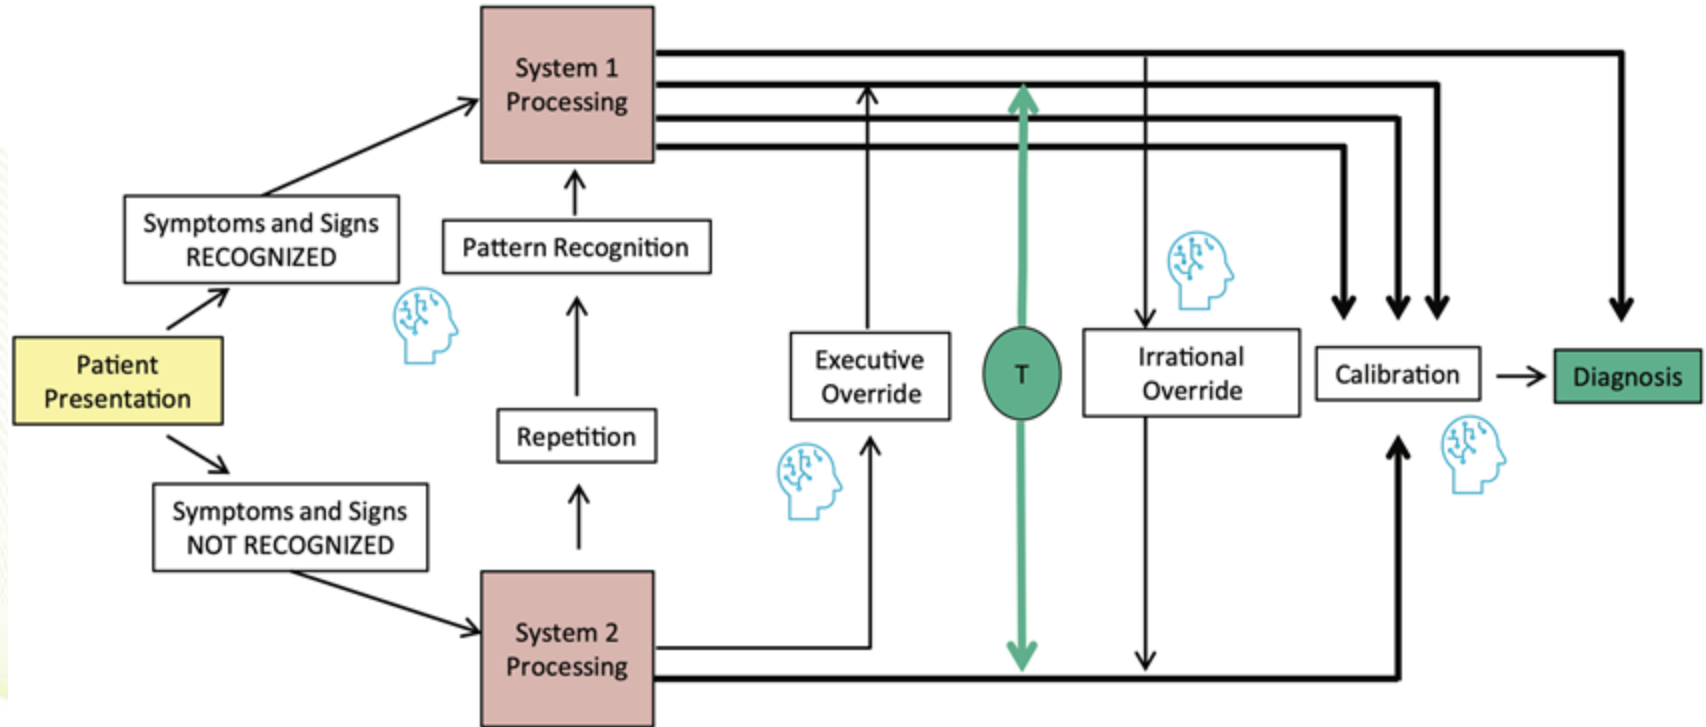 System 1
Processing
Symptoms and Signs
RECOGNIZED
Pattern Recognition
Patient
Presentation
Executive
Override
T
Irrational
Override
Calibration
Diagnosis
Repetition
Symptoms and Signs
NOT RECOGNIZED
System 2
Processing